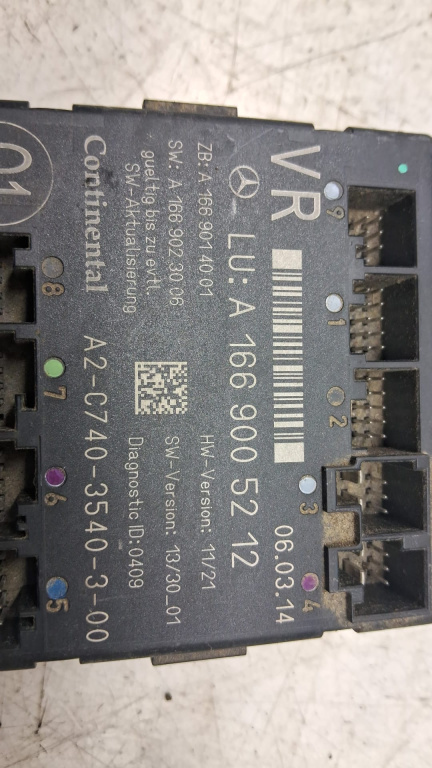 VR
06.03.14
LU: A 166 900 52 12
ZB: A 166 901 40 01
HW-Version: 11/21
SW: A 166 902 30 06
SW-Version: 13/30_01
gueltig bis zu evtl.
SW-Aktualisierung
Diagnostic ID:0409
Continental
A2-C740-3540-3-00
01
9
1
2
3
4
8
7
6
5